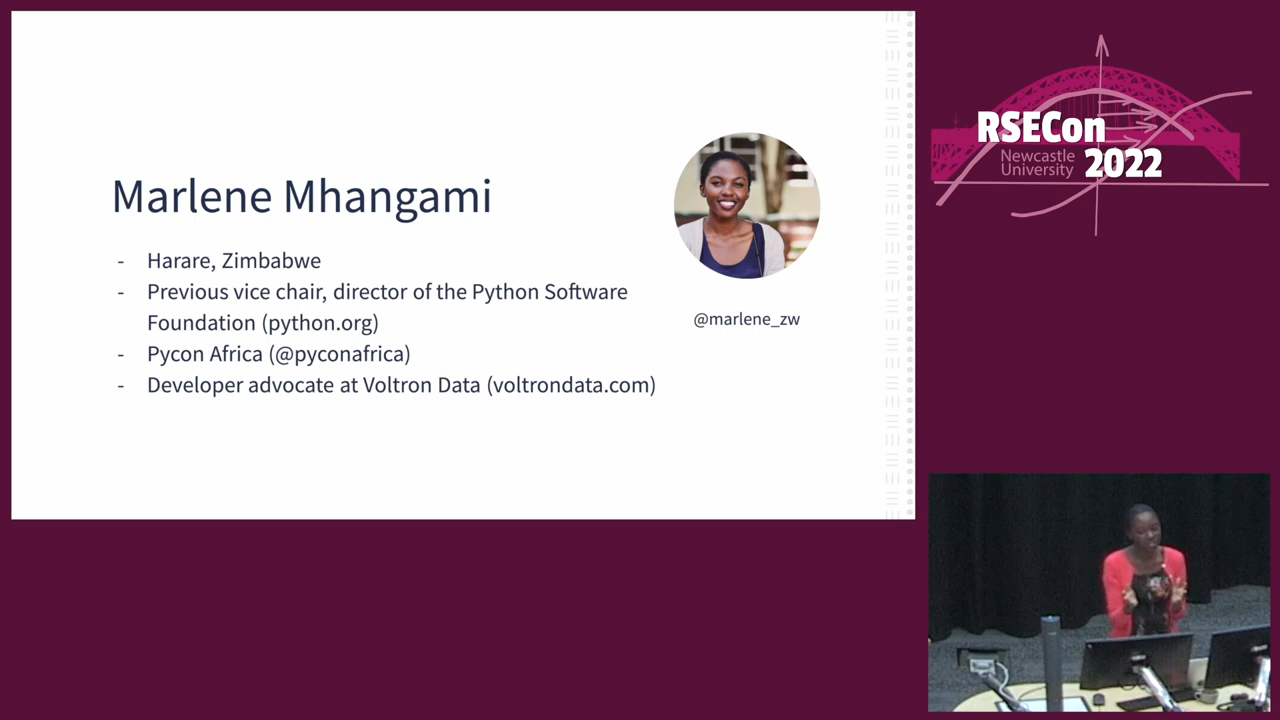 Marlene Mhangami
- Harare, Zimbabwe
- Previous vice chair, director of the Python Software
Foundation (python.org)
- Pycon Africa (@pyconafrica)
- Developer advocate at Voltron Data (voltrondata.com)
@marlene_zw
RSECon
Newcastle
University
2022